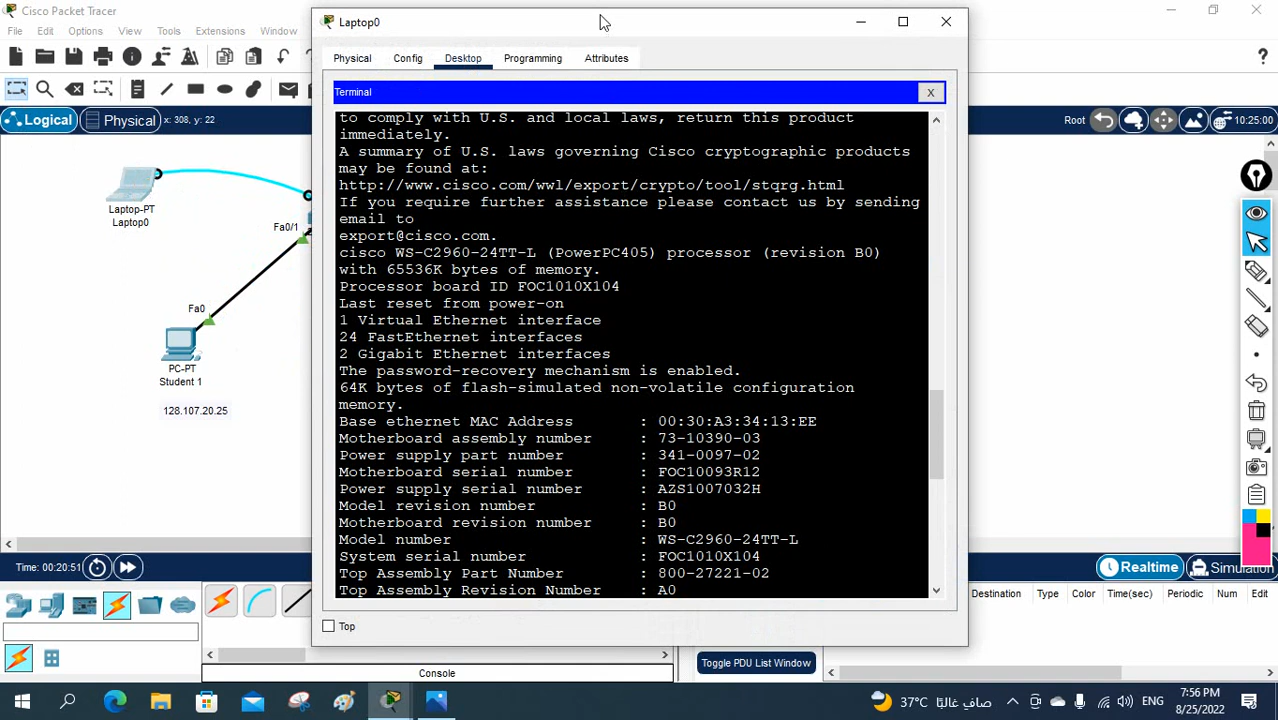 Cisco Packet Tracer
File Edit Options View Tools Extensions Window
Logical Physical x: 308, y: 22
Root 10:25:00
Laptop-PT
Laptop0
Fa0/1
Fa0
PC-PT
Student 1
128.107.20.25
Laptop0
Physical Config Desktop Programming Attributes
Terminal X
to comply with U.S. and local laws, return this product
immediately.
A summary of U.S. laws governing Cisco cryptographic products
may be found at:
http://www.cisco.com/wwl/export/crypto/tool/stqrg.html
If you require further assistance please contact us by sending
email to
export@cisco.com.
cisco WS-C2960-24TT-L (PowerPC405) processor (revision B0)
with 65536K bytes of memory.
Processor board ID FOC1010X104
Last reset from power-on
1 Virtual Ethernet interface
24 FastEthernet interfaces
2 Gigabit Ethernet interfaces
The password-recovery mechanism is enabled.
64K bytes of flash-simulated non-volatile configuration
memory.
Base ethernet MAC Address : 00:30:A3:34:13:EE
Motherboard assembly number : 73-10390-03
Power supply part number : 341-0097-02
Motherboard serial number : FOC10093R12
Power supply serial number : AZS1007032H
Model revision number : B0
Motherboard revision number : B0
Model number : WS-C2960-24TT-L
System serial number : FOC1010X104
Top Assembly Part Number : 800-27221-02
Top Assembly Revision Number : A0
Top
Time: 00:20:51
Realtime Simulation
Destination Type Color Time(sec) Periodic Num Edit
Toggle PDU List Window
Console
37°C صافٍ غالبًا ENG
7:56 PM
8/25/2022